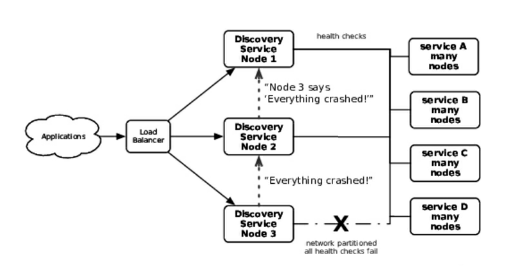 Discovery
Service
Node 1
health checks
service A
many
nodes
"Node 3 says
'Everything crashed!'"
service B
many
nodes
Applications
Load
Balancer
Discovery
Service
Node 2
service C
many
nodes
"Everything crashed!"
Discovery
Service
Node 3
X
service D
many
nodes
network partitioned
all health checks fail